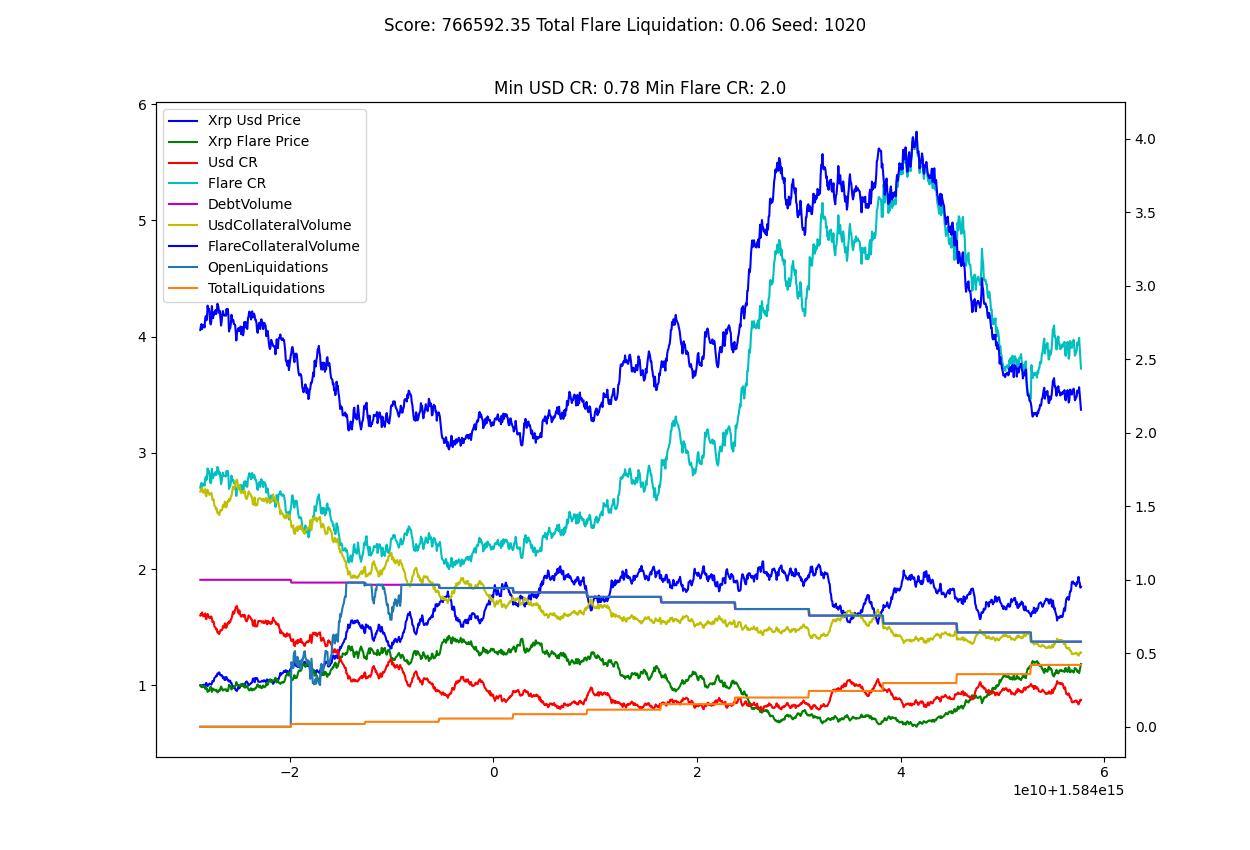 Score: 766592.35 Total Flare Liquidation: 0.06 Seed: 1020
Min USD CR: 0.78 Min Flare CR: 2.0
Xrp Usd Price
Xrp Flare Price
Usd CR
Flare CR
DebtVolume
UsdCollateralVolume
FlareCollateralVolume
OpenLiquidations
TotalLiquidations
6
5
4
3
2
1
4.0
3.5
3.0
2.5
2.0
1.5
1.0
0.5
0.0
−2
0
2
4
6
1e10+1.584e15